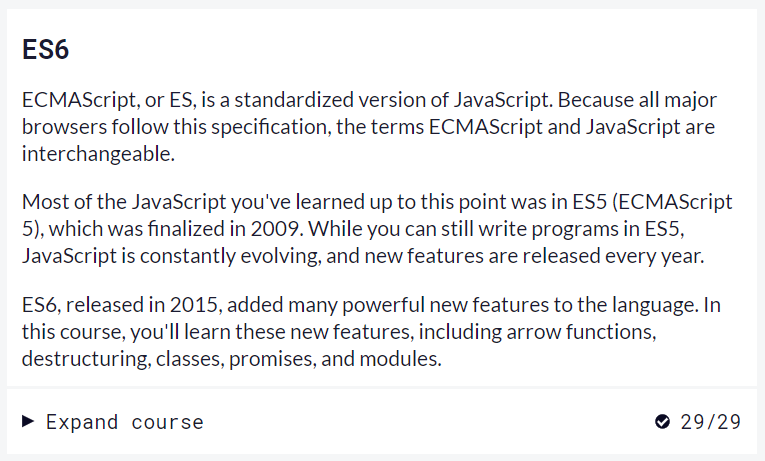 ES6
ECMAScript, or ES, is a standardized version of JavaScript. Because all major
browsers follow this specification, the terms ECMAScript and JavaScript are
interchangeable.
Most of the JavaScript you've learned up to this point was in ES5 (ECMAScript
5), which was finalized in 2009. While you can still write programs in ES5,
JavaScript is constantly evolving, and new features are released every year.
ES6, released in 2015, added many powerful new features to the language. In
this course, you'll learn these new features, including arrow functions,
destructuring, classes, promises, and modules.
Expand course
29/29